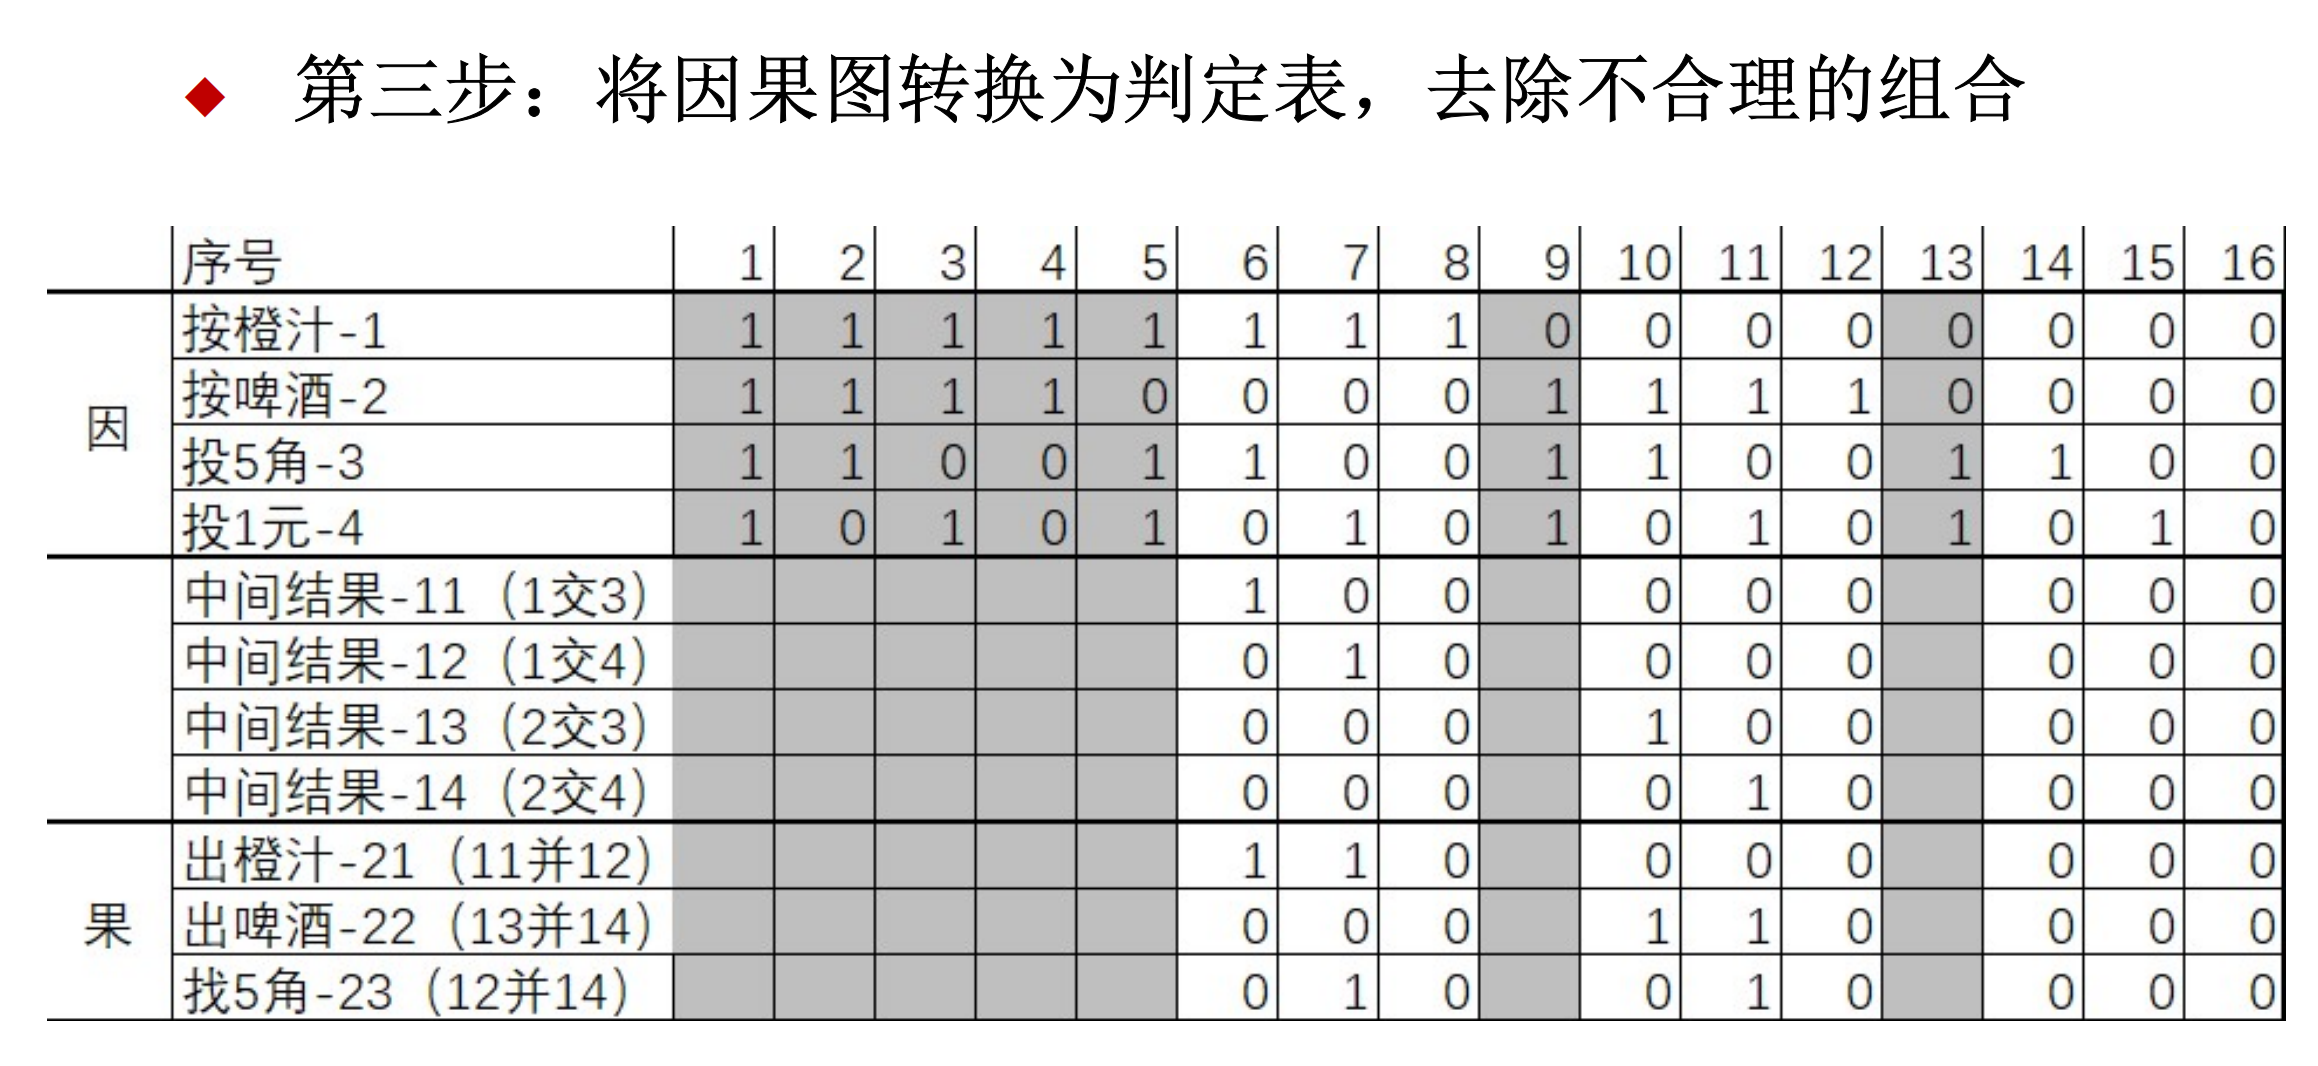 第三步：将因果图转换为判定表，去除不合理的组合
序号 1 2 3 4 5 6 7 8 9 10 11 12 13 14 15 16
因
按橙汁-1 1 1 1 1 1 1 1 1 0 0 0 0 0 0 0 0
按啤酒-2 1 1 1 1 0 0 0 0 1 1 1 1 0 0 0 0
投5角-3 1 1 0 0 1 1 0 0 1 1 0 0 1 1 0 0
投1元-4 1 0 1 0 1 0 1 0 1 0 1 0 1 0 1 0
中间结果-11（1交3） 1 0 0 0 0 0 0 0 0
中间结果-12（1交4） 0 1 0 0 0 0 0 0 0
中间结果-13（2交3） 0 0 0 1 0 0 0 0 0
中间结果-14（2交4） 0 0 0 0 1 0 0 0 0
果
出橙汁-21（11并12） 1 1 0 0 0 0 0 0 0
出啤酒-22（13并14） 0 0 0 1 1 0 0 0 0
找5角-23（12并14） 0 1 0 0 1 0 0 0 0